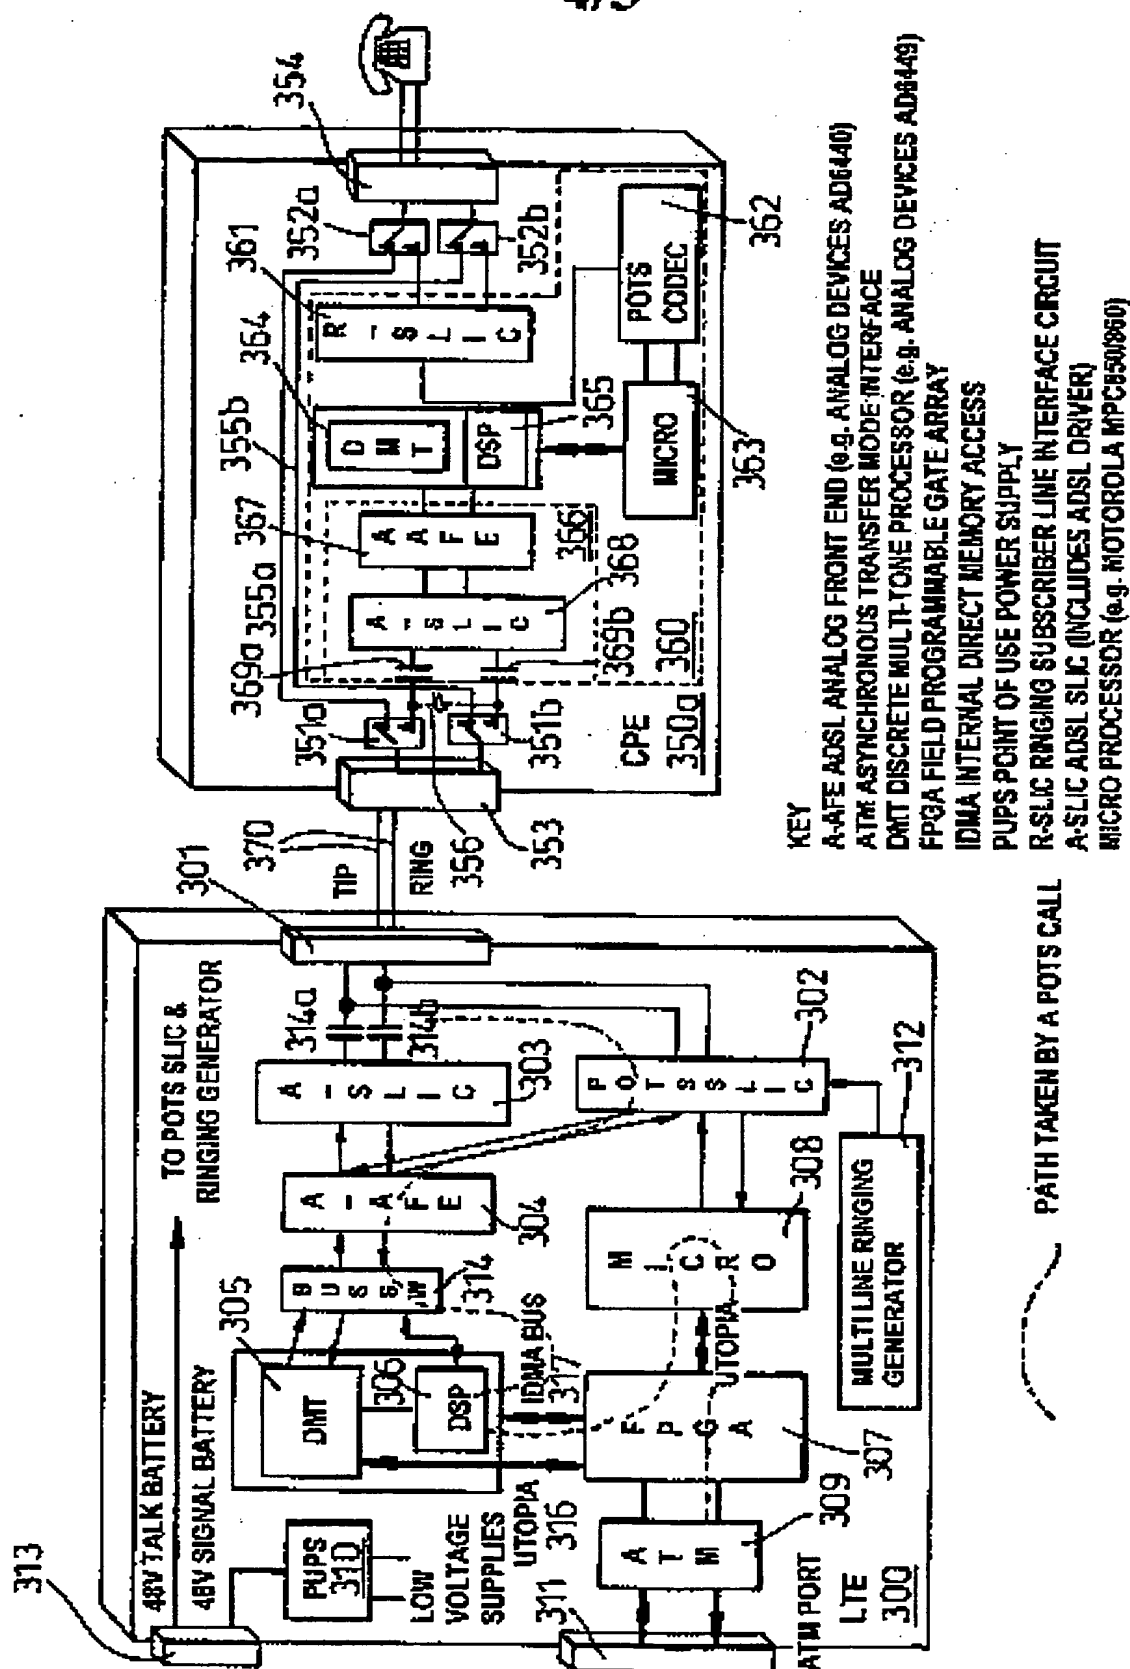 313
48V TALK BATTERY
48V SIGNAL BATTERY
TO POTS SLIC &
RINGING GENERATOR
PUPS
310
LOW
VOLTAGE
SUPPLIES
305
DMT
306
DSP
BUS SW
314
A-AFE
304
A-SLIC
303
314a
314b
301
IDMA BUS
317
UTOPIA
316
311
ATM PORT
ATM
309
FPGA
307
UTOPIA
MICRO
308
POTS SLIC
302
MULTI LINE RINGING
GENERATOR
312
LTE
300
TIP
370
RING
356
353
351a
351b
369a
369b
355a
355b
A-SLIC
368
A-AFE
367
366
364
DMT
DSP
365
361
R-SLIC
352a
352b
354
MICRO
363
POTS
CODEC
362
360
CPE
350a
KEY
A-AFE ADSL ANALOG FRONT END (e.g. ANALOG DEVICES AD6440)
ATM ASYNCHRONOUS TRANSFER MODE INTERFACE
DMT DISCRETE MULTI-TONE PROCESSOR (e.g. ANALOG DEVICES AD6449)
FPGA FIELD PROGRAMMABLE GATE ARRAY
IDMA INTERNAL DIRECT MEMORY ACCESS
PUPS POINT OF USE POWER SUPPLY
R-SLIC RINGING SUBSCRIBER LINE INTERFACE CIRCUIT
A-SLIC ADSL SLIC (INCLUDES ADSL DRIVER)
MICRO PROCESSOR (e.g. MOTOROLA MPC850/860)
PATH TAKEN BY A POTS CALL